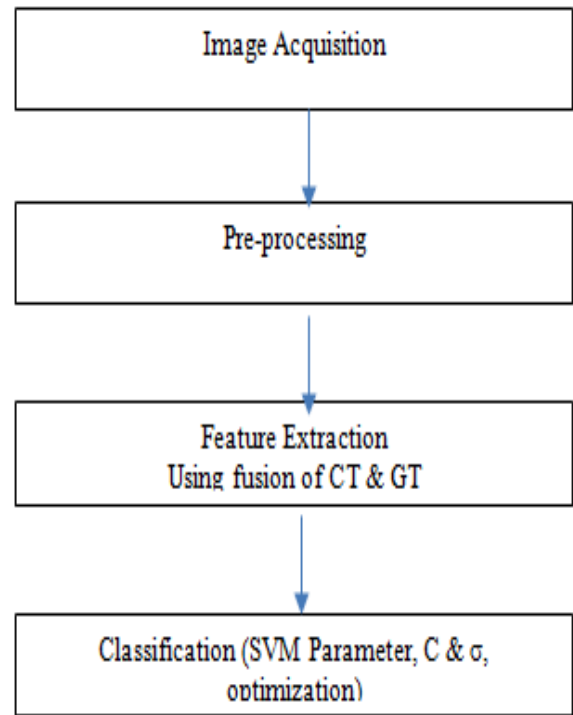 Image Acquisition
Pre-processing
Feature Extraction
Using fusion of CT & GT
Classification (SVM Parameter, C & σ,
optimization)